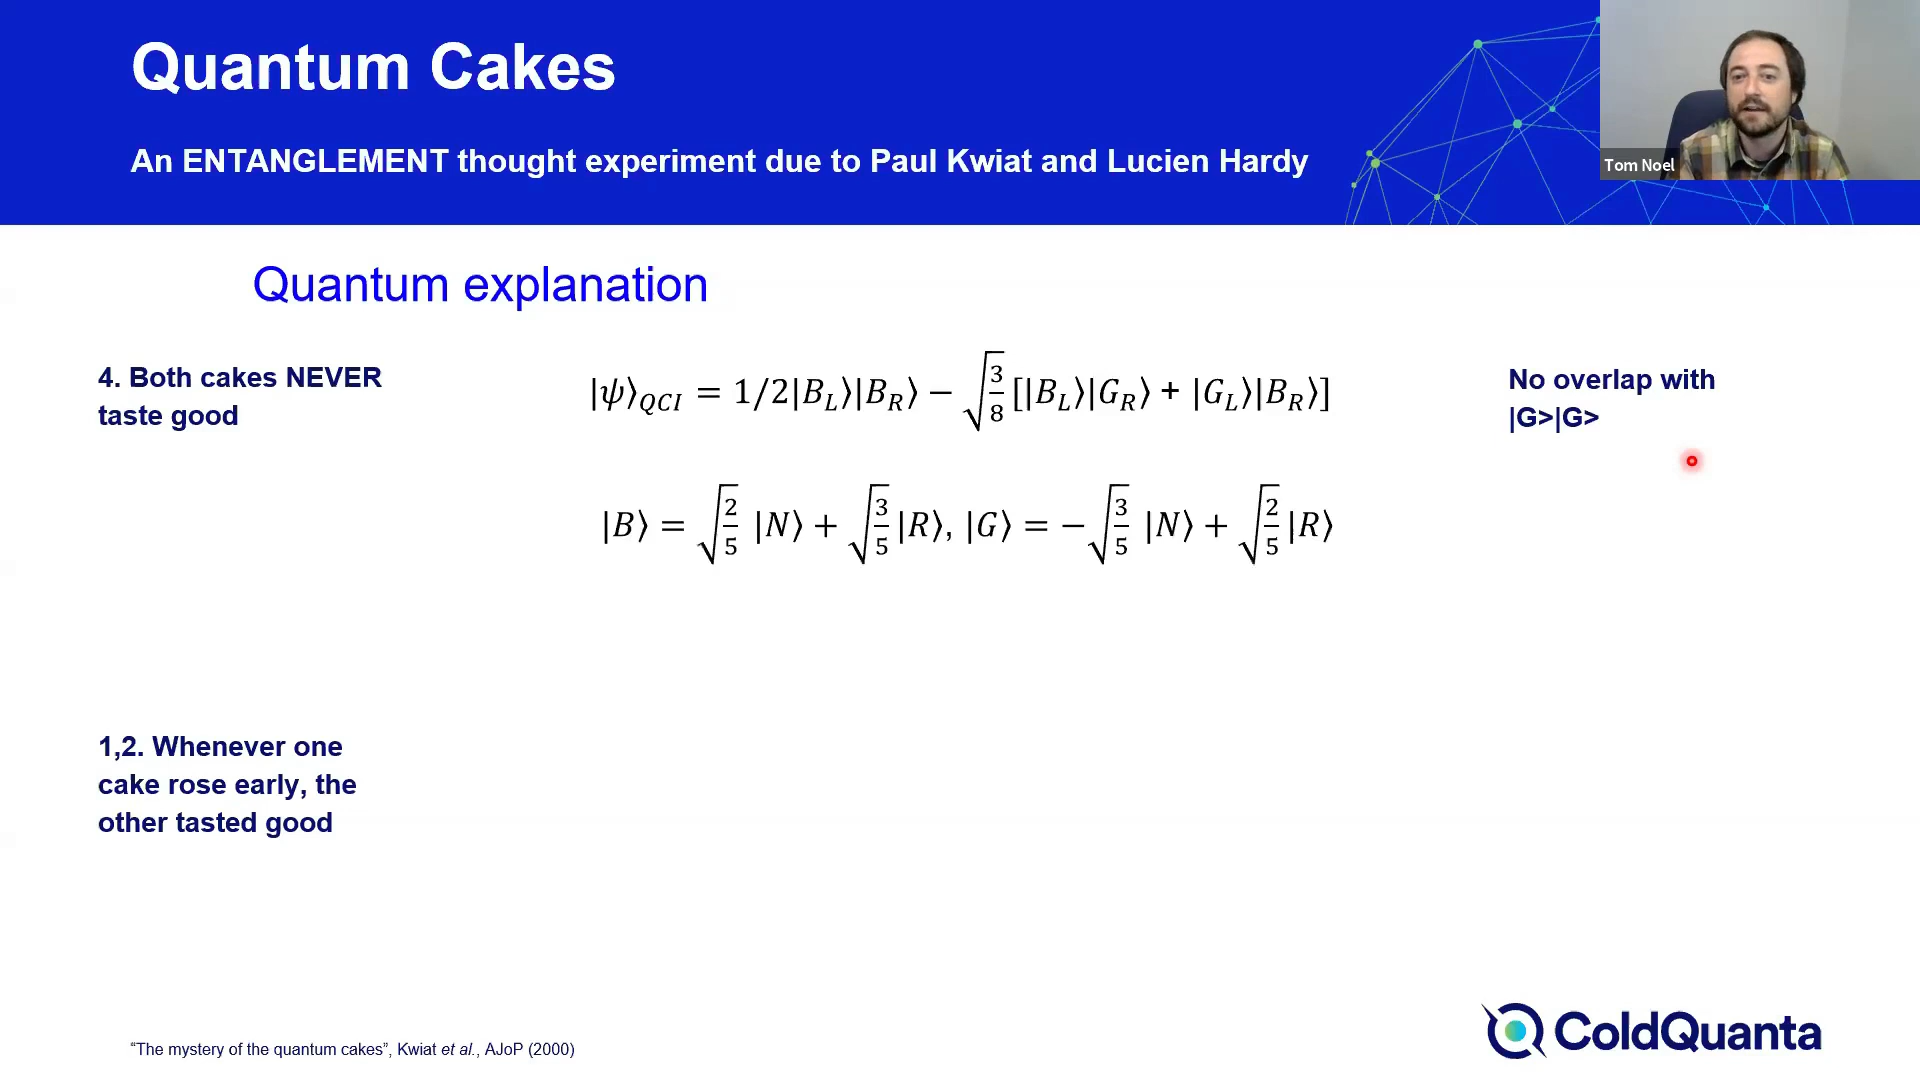 Quantum Cakes
An ENTANGLEMENT thought experiment due to Paul Kwiat and Lucien Hardy
Tom Noel
Quantum explanation
4. Both cakes NEVER
taste good
|ψ⟩_QCI = 1/2|B_L⟩|B_R⟩ − √(3/8) [|B_L⟩|G_R⟩ + |G_L⟩|B_R⟩]
No overlap with
|G>|G>
|B⟩ = √(2/5) |N⟩ + √(3/5) |R⟩, |G⟩ = −√(3/5) |N⟩ + √(2/5) |R⟩
1,2. Whenever one
cake rose early, the
other tasted good
“The mystery of the quantum cakes”, Kwiat et al., AJoP (2000)
ColdQuanta